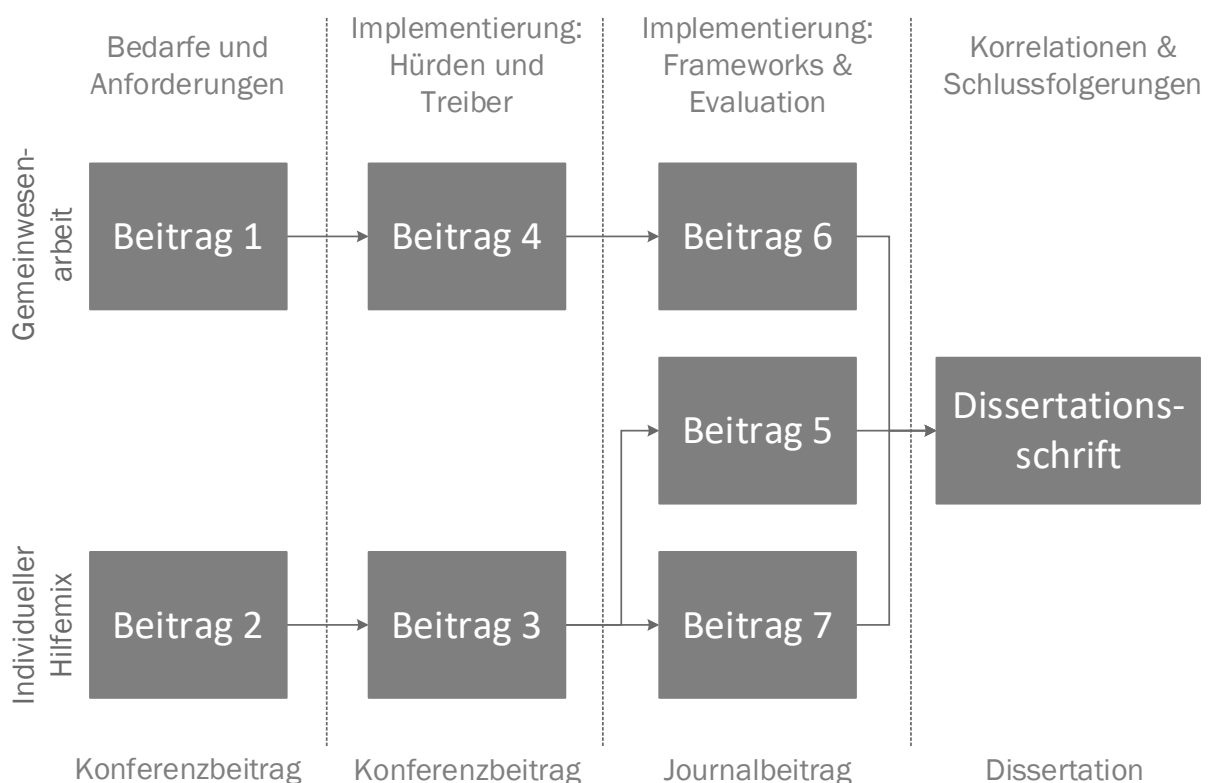 Bedarfe und
Anforderungen
Implementierung:
Hürden und
Treiber
Implementierung:
Frameworks &
Evaluation
Korrelationen &
Schlussfolgerungen
Gemeinwesen-
arbeit
Beitrag 1
Beitrag 4
Beitrag 6
Beitrag 5
Dissertations-
schrift
Individueller
Hilfemix
Beitrag 2
Beitrag 3
Beitrag 7
Konferenzbeitrag
Konferenzbeitrag
Journalbeitrag
Dissertation